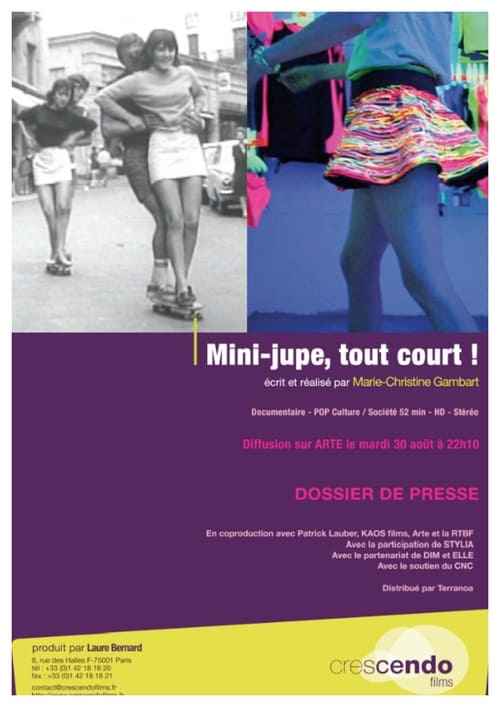 Mini-jupe, tout court !
écrit et réalisé par Marie-Christine Gambart
Documentaire - POP Culture / Société 52 min - HD - Stéréo
Diffusion sur ARTE le mardi 30 août à 22h10
DOSSIER DE PRESSE
En coproduction avec Patrick Lauber, KAOS films, Arte et la RTBF
Avec la participation de STYLIA
Avec le partenariat de DIM et ELLE
Avec le soutien du CNC
Distribué par Terranoa
produit par Laure Bernard
9, rue des Halles F-75001 Paris
tél : +33 (0)1 42 18 18 20
fax : +33 (0)1 42 18 18 21
contact@crescendofilms.fr
http://www.crescendofilms.fr
crescendo
films